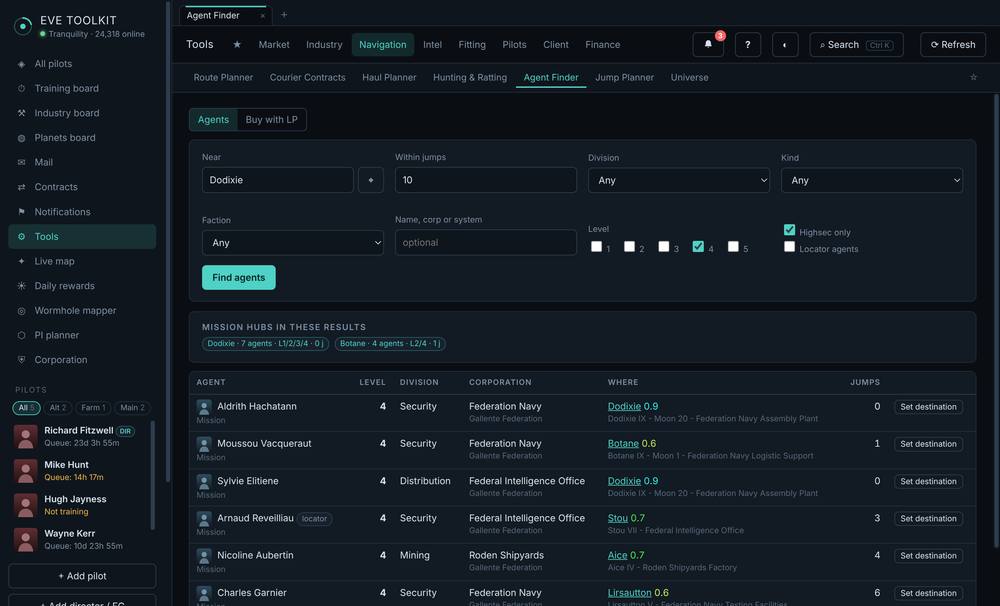 EVE TOOLKIT
Tranquility · 24,318 online
All pilots
Training board
Industry board
Planets board
Mail
Contracts
Notifications
Tools
Live map
Daily rewards
Wormhole mapper
PI planner
Corporation
PILOTS
All 5 Alt 2 Farm 1 Main 2
Richard Fitzwell DIR
Queue: 23d 3h 55m
Mike Hunt
Queue: 14h 17m
Hugh Jayness
Not training
Wayne Kerr
Queue: 10d 23h 55m
+ Add pilot
+ Add director / FC
Agent Finder × +
Tools ★ Market Industry Navigation Intel Fitting Pilots Client Finance 3 ? Search Ctrl K Refresh
Route Planner Courier Contracts Haul Planner Hunting & Ratting Agent Finder Jump Planner Universe
Agents Buy with LP
Near Within jumps Division Kind
Dodixie 10 Any Any
Faction Name, corp or system Level
Any optional 1 2 3 4 5 Highsec only
Locator agents
Find agents
MISSION HUBS IN THESE RESULTS
Dodixie · 7 agents · L1/2/3/4 · 0 j Botane · 4 agents · L2/4 · 1 j
AGENT LEVEL DIVISION CORPORATION WHERE JUMPS
Aldrith Hachatann 4 Security Federation Navy Dodixie 0.9 0 Set destination
Mission Gallente Federation Dodixie IX - Moon 20 - Federation Navy Assembly Plant
Moussou Vacqueraut 4 Security Federation Navy Botane 0.6 1 Set destination
Mission Gallente Federation Botane IX - Moon 1 - Federation Navy Logistic Support
Sylvie Elitiene 4 Distribution Federal Intelligence Office Dodixie 0.9 0 Set destination
Mission Gallente Federation Dodixie IX - Moon 20 - Federation Navy Assembly Plant
Arnaud Reveilliau locator 4 Security Federal Intelligence Office Stou 0.7 3 Set destination
Mission Gallente Federation Stou VII - Federal Intelligence Office
Nicoline Aubertin 4 Mining Roden Shipyards Aice 0.7 4 Set destination
Mission Gallente Federation Aice IV - Roden Shipyards Factory
Charles Garnier 4 Security Federation Navy Lirsautton 0.6 6 Set destination
Mission Gallente Federation Lirsautton V - Federation Navy Testing Facilities